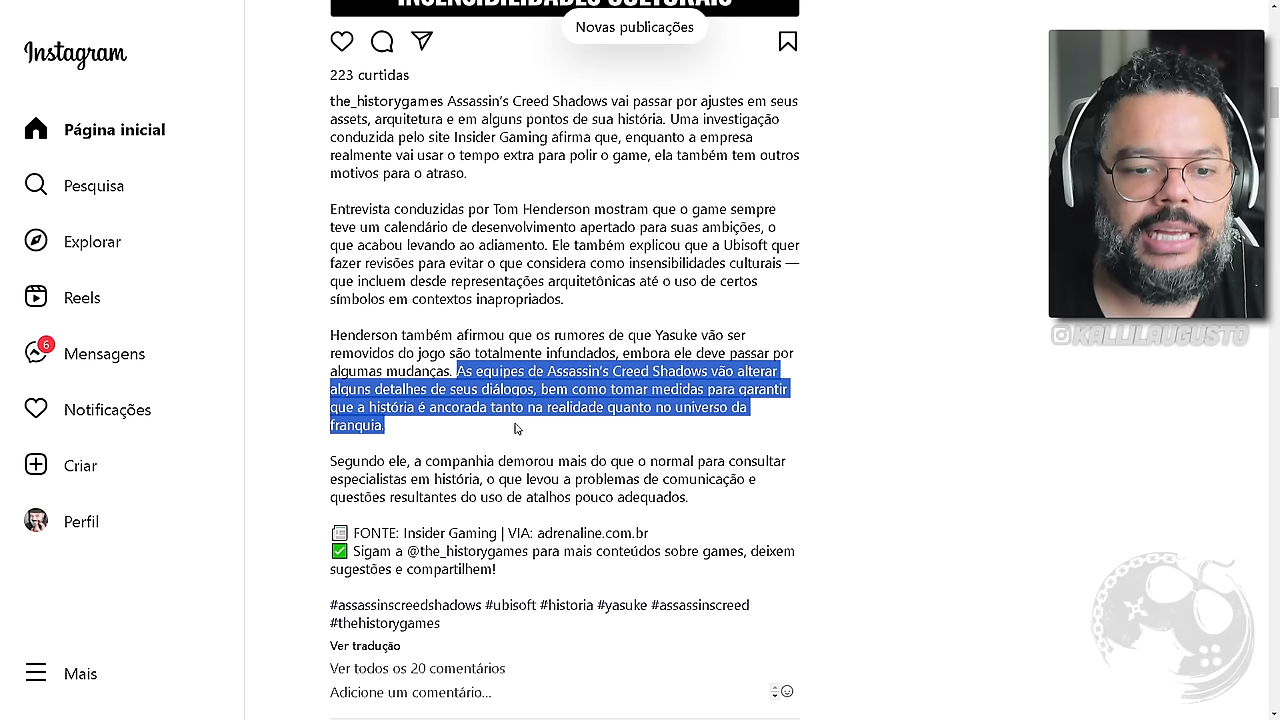 INSENSIBILIDADES CULTURAIS
Novas publicações
Instagram
Página inicial
Pesquisa
Explorar
Reels
6
Mensagens
Notificações
Criar
Perfil
Mais
223 curtidas
the_historygames Assassin’s Creed Shadows vai passar por ajustes em seus
assets, arquitetura e em alguns pontos de sua história. Uma investigação
conduzida pelo site Insider Gaming afirma que, enquanto a empresa
realmente vai usar o tempo extra para polir o game, ela também tem outros
motivos para o atraso.
Entrevista conduzidas por Tom Henderson mostram que o game sempre
teve um calendário de desenvolvimento apertado para suas ambições, o
que acabou levando ao adiamento. Ele também explicou que a Ubisoft quer
fazer revisões para evitar o que considera como insensibilidades culturais —
que incluem desde representações arquitetônicas até o uso de certos
símbolos em contextos inapropriados.
Henderson também afirmou que os rumores de que Yasuke vão ser
removidos do jogo são totalmente infundados, embora ele deve passar por
algumas mudanças. As equipes de Assassin’s Creed Shadows vão alterar
alguns detalhes de seus diálogos, bem como tomar medidas para garantir
que a história é ancorada tanto na realidade quanto no universo da
franquia.
Segundo ele, a companhia demorou mais do que o normal para consultar
especialistas em história, o que levou a problemas de comunicação e
questões resultantes do uso de atalhos pouco adequados.
FONTE: Insider Gaming | VIA: adrenaline.com.br
Sigam a @the_historygames para mais conteúdos sobre games, deixem
sugestões e compartilhem!
#assassinscreedshadows #ubisoft #historia #yasuke #assassinscreed
#thehistorygames
Ver tradução
Ver todos os 20 comentários
Adicione um comentário...
@KALLILAUGUSTO